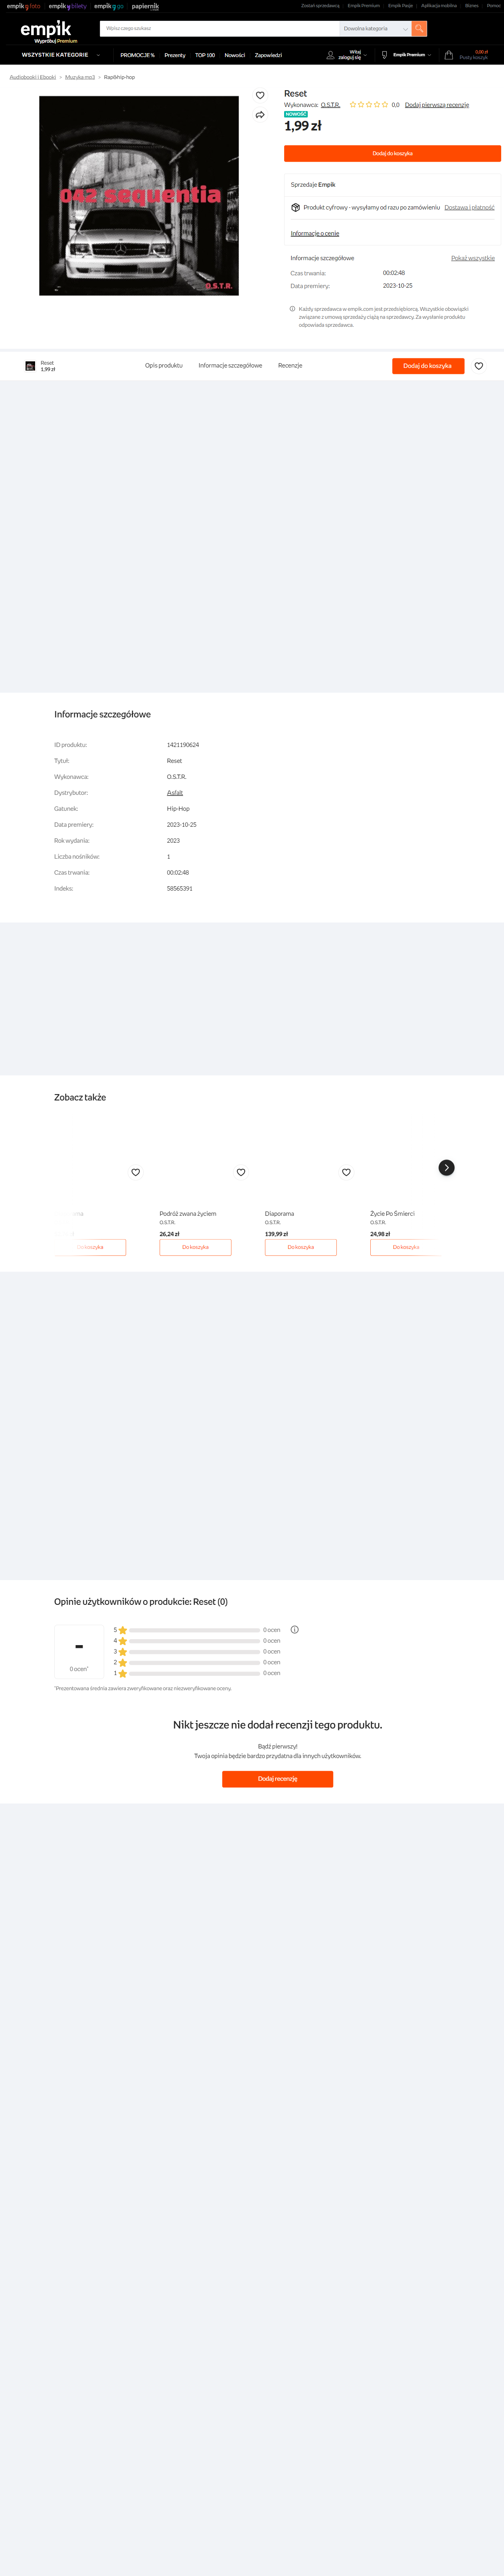 empik foto empik bilety empik go papiernik
Zostań sprzedawcą Empik Premium Empik Pasje Aplikacja mobilna Biznes Pomoc
empik
Wypróbuj Premium
Wpisz czego szukasz
Dowolna kategoria
WSZYSTKIE KATEGORIE
PROMOCJE % Prezenty TOP 100 Nowości Zapowiedzi
Witaj
zaloguj się
Empik Premium
0,00 zł
Pusty koszyk
Audiobooki i Ebooki > Muzyka mp3 > Rap&hip-hop
042 sequentia
O.S.T.R.
Reset
Wykonawca: O.S.T.R. 0,0 Dodaj pierwszą recenzję
NOWOŚĆ
1,99 zł
Dodaj do koszyka
Sprzedaje Empik
Produkt cyfrowy - wysyłamy od razu po zamówieniu Dostawa i płatność
Informacje o cenie
Informacje szczegółowe Pokaż wszystkie
Czas trwania: 00:02:48
Data premiery: 2023-10-25
Każdy sprzedawca w empik.com jest przedsiębiorcą. Wszystkie obowiązki
związane z umową sprzedaży ciążą na sprzedawcy. Za wysłanie produktu
odpowiada sprzedawca.
Reset
1,99 zł
Opis produktu Informacje szczegółowe Recenzje
Dodaj do koszyka
Informacje szczegółowe
ID produktu: 1421190624
Tytuł: Reset
Wykonawca: O.S.T.R.
Dystrybutor: Asfalt
Gatunek: Hip-Hop
Data premiery: 2023-10-25
Rok wydania: 2023
Liczba nośników: 1
Czas trwania: 00:02:48
Indeks: 58565391
Zobacz także
Podróż zwana życiem
O.S.T.R.
26,24 zł
Do koszyka
Diaporama
O.S.T.R.
139,99 zł
Do koszyka
Życie Po Śmierci
O.S.T.R.
24,98 zł
Do koszyka
Do koszyka
Opinie użytkowników o produkcie: Reset (0)
-
0 ocen*
5 0 ocen
4 0 ocen
3 0 ocen
2 0 ocen
1 0 ocen
*Prezentowana średnia zawiera zweryfikowane oraz niezweryfikowane oceny.
Nikt jeszcze nie dodał recenzji tego produktu.
Bądź pierwszy!
Twoja opinia będzie bardzo przydatna dla innych użytkowników.
Dodaj recenzję